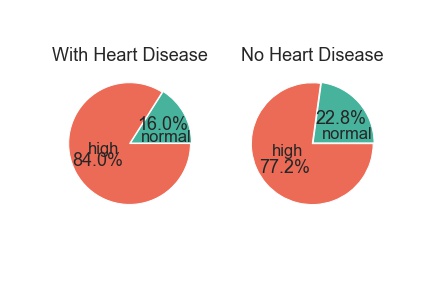 With Heart Disease
16.0%
normal
high
84.0%
No Heart Disease
22.8%
normal
high
77.2%